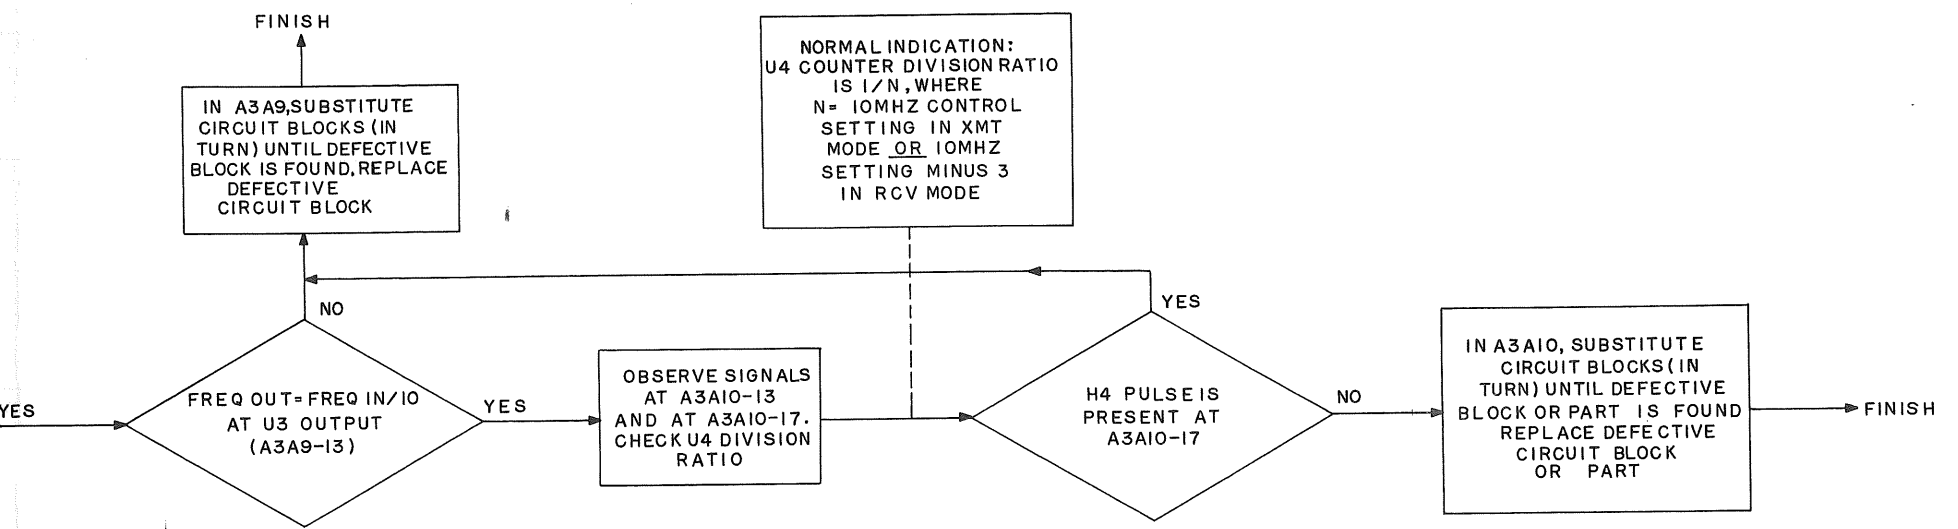 FINISH
IN A3A9, SUBSTITUTE
CIRCUIT BLOCKS (IN
TURN) UNTIL DEFECTIVE
BLOCK IS FOUND, REPLACE
DEFECTIVE
CIRCUIT BLOCK
NORMAL INDICATION:
U4 COUNTER DIVISION RATIO
IS 1/N, WHERE
N= 10MHZ CONTROL
SETTING IN XMT
MODE OR 10MHZ
SETTING MINUS 3
IN RCV MODE
NO
YES
YES
FREQ OUT = FREQ IN/10
AT U3 OUTPUT
(A3A9-13)
YES
OBSERVE SIGNALS
AT A3A10-13
AND AT A3A10-17.
CHECK U4 DIVISION
RATIO
H4 PULSE IS
PRESENT AT
A3A10-17
NO
IN A3A10, SUBSTITUTE
CIRCUIT BLOCKS (IN
TURN) UNTIL DEFECTIVE
BLOCK OR PART IS FOUND
REPLACE DEFECTIVE
CIRCUIT BLOCK
OR PART
FINISH